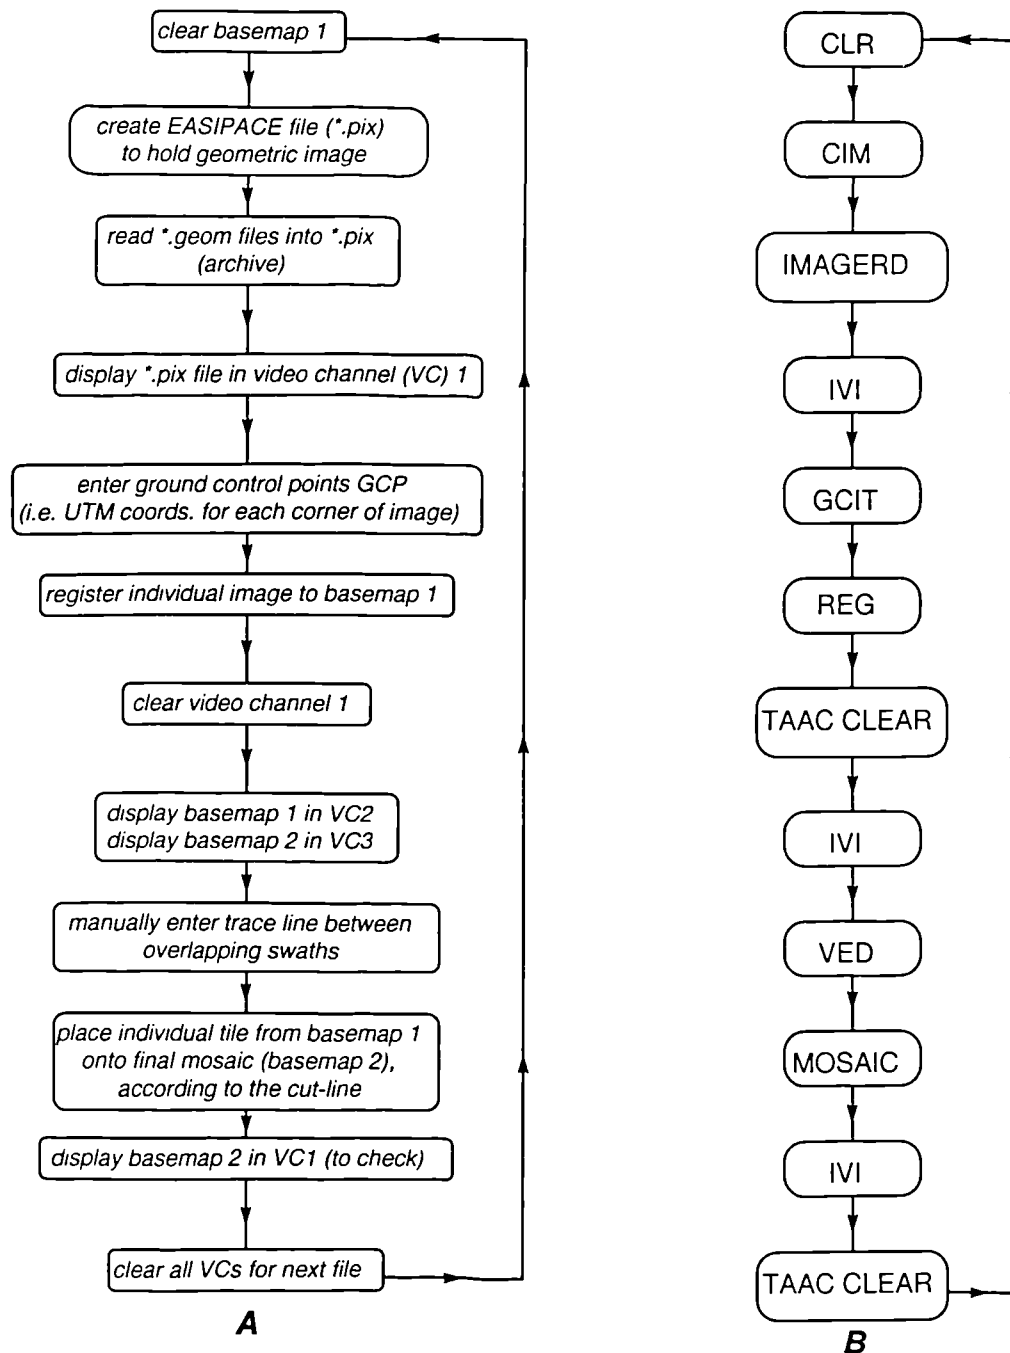 clear basemap 1
create EASIPACE file (*.pix)
to hold geometric image
read *.geom files into *.pix
(archive)
display *.pix file in video channel (VC) 1
enter ground control points GCP
(i.e. UTM coords. for each corner of image)
register individual image to basemap 1
clear video channel 1
display basemap 1 in VC2
display basemap 2 in VC3
manually enter trace line between
overlapping swaths
place individual tile from basemap 1
onto final mosaic (basemap 2),
according to the cut-line
display basemap 2 in VC1 (to check)
clear all VCs for next file
A
CLR
CIM
IMAGERD
IVI
GCIT
REG
TAAC CLEAR
IVI
VED
MOSAIC
IVI
TAAC CLEAR
B